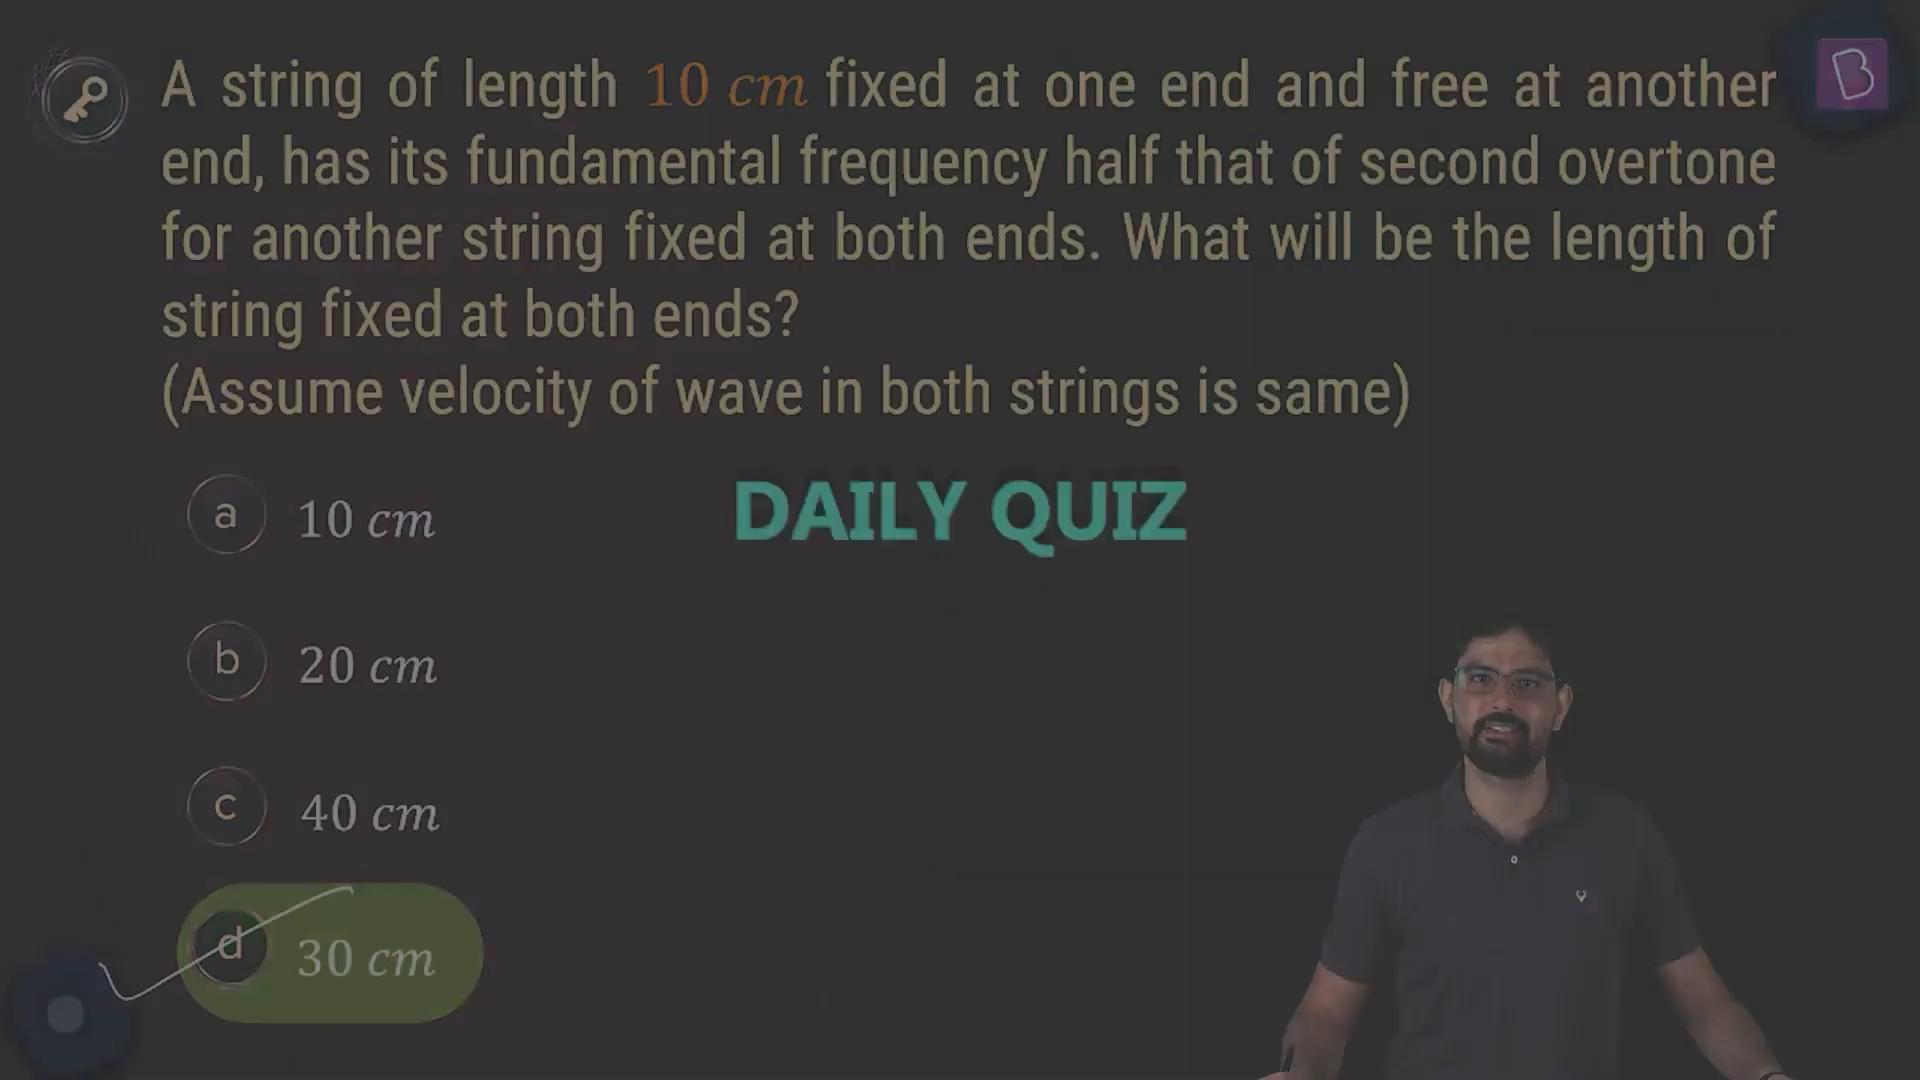 A string of length 10 cm fixed at one end and free at another
end, has its fundamental frequency half that of second overtone
for another string fixed at both ends. What will be the length of
string fixed at both ends?
(Assume velocity of wave in both strings is same)
DAILY QUIZ
a 10 cm
b 20 cm
c 40 cm
d 30 cm
B